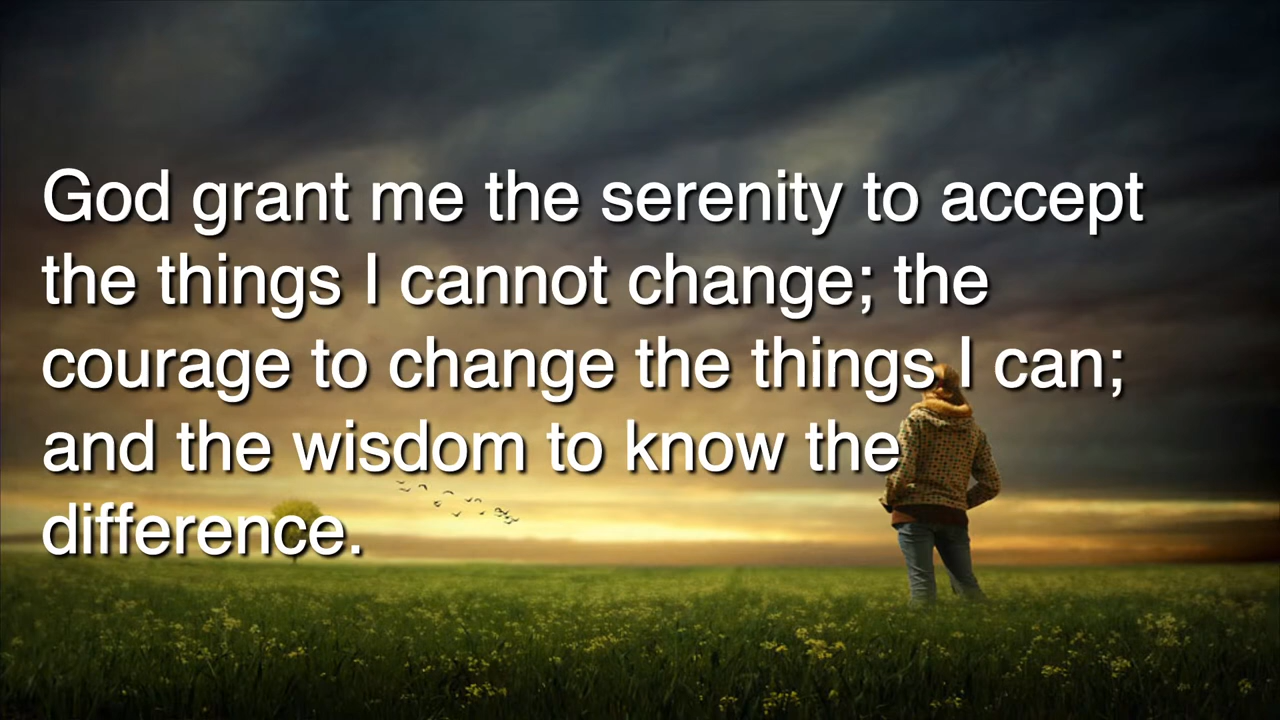 God grant me the serenity to accept
the things I cannot change; the
courage to change the things I can;
and the wisdom to know the
difference.